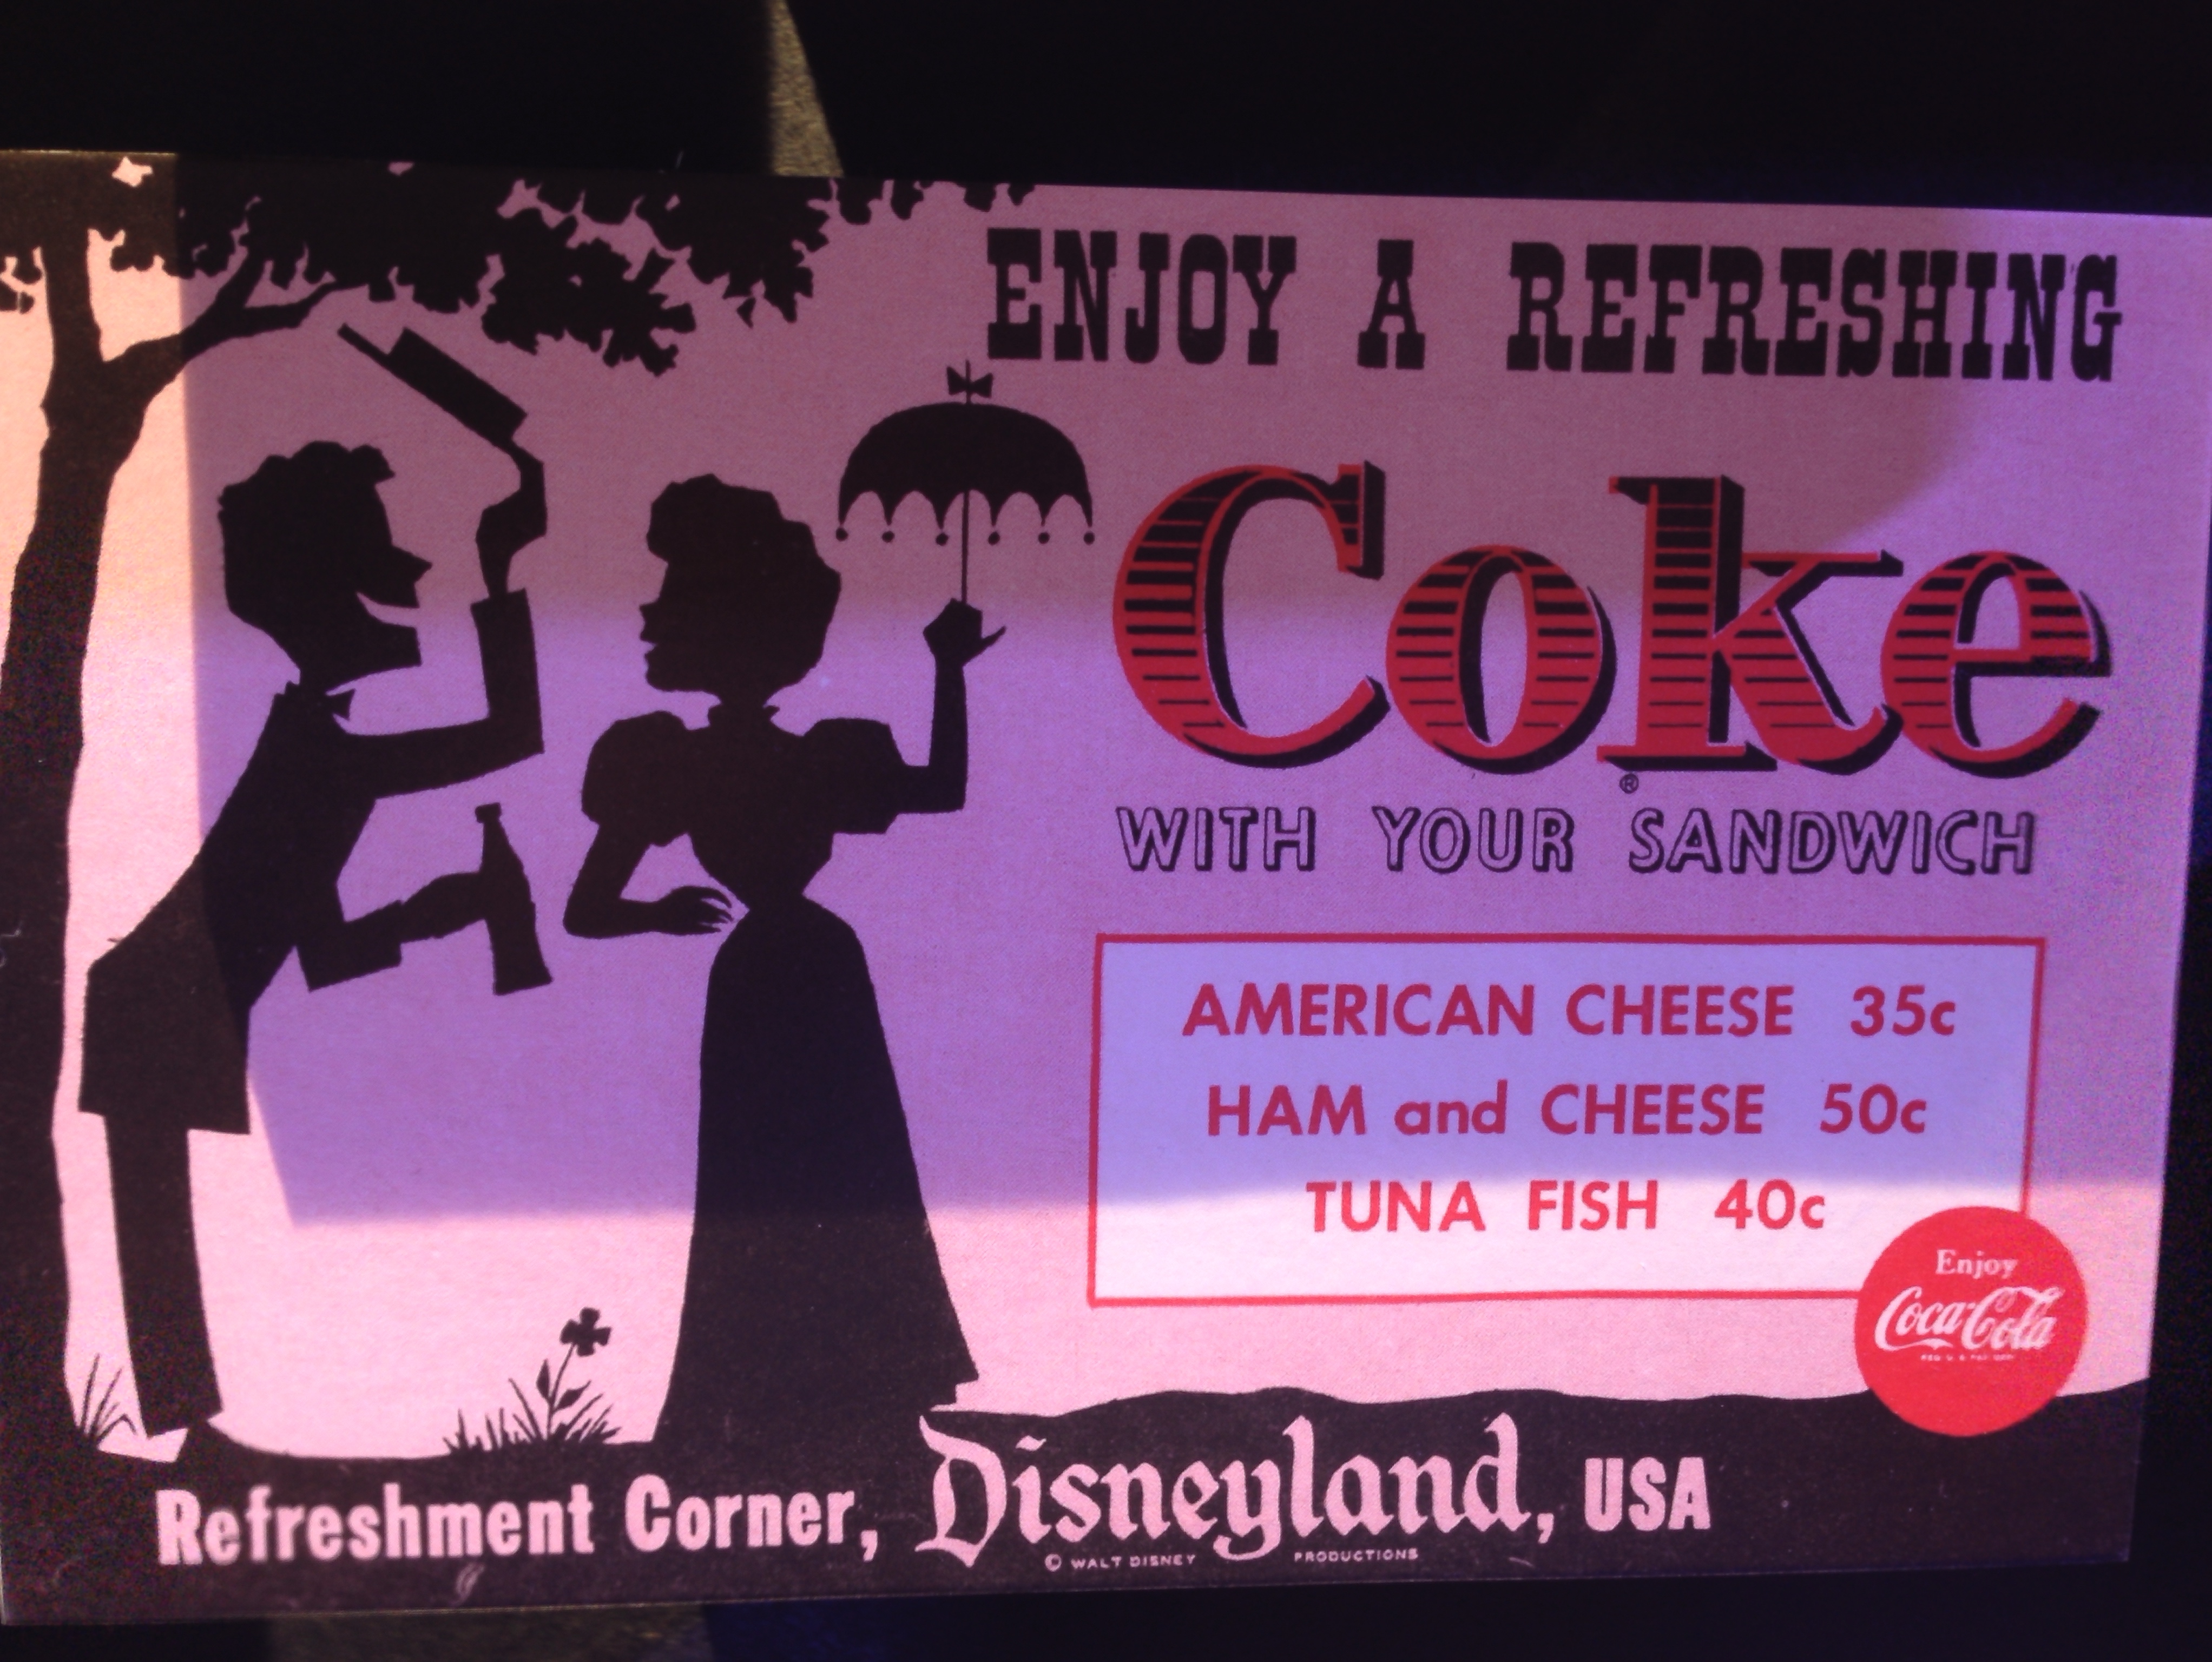 ENJOY A REFRESHING
Coke
®
WITH YOUR SANDWICH
AMERICAN CHEESE 35c
HAM and CHEESE 50c
TUNA FISH 40c
Enjoy
Coca-Cola
Refreshment Corner, Disneyland, USA
© WALT DISNEY PRODUCTIONS